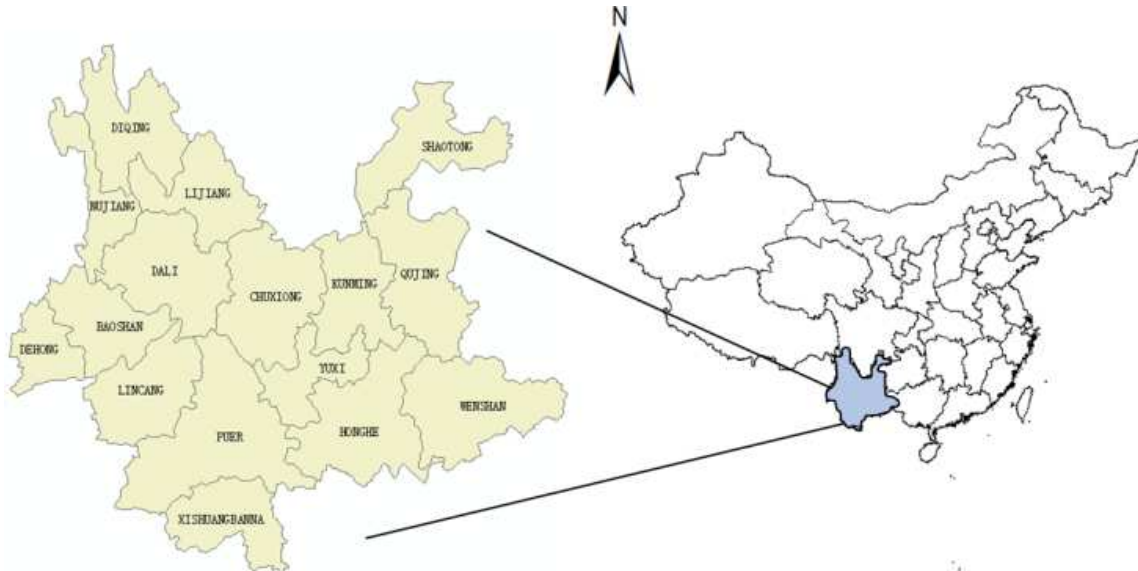 N
DIQING
SHAOTONG
LIJIANG
NUJIANG
DALI
QUJING
KUNMING
CHUXIONG
BAOSHAN
DEHONG
YUXI
LINCANG
WENSHAN
PUER
HONGHE
XISHUANGBANNA